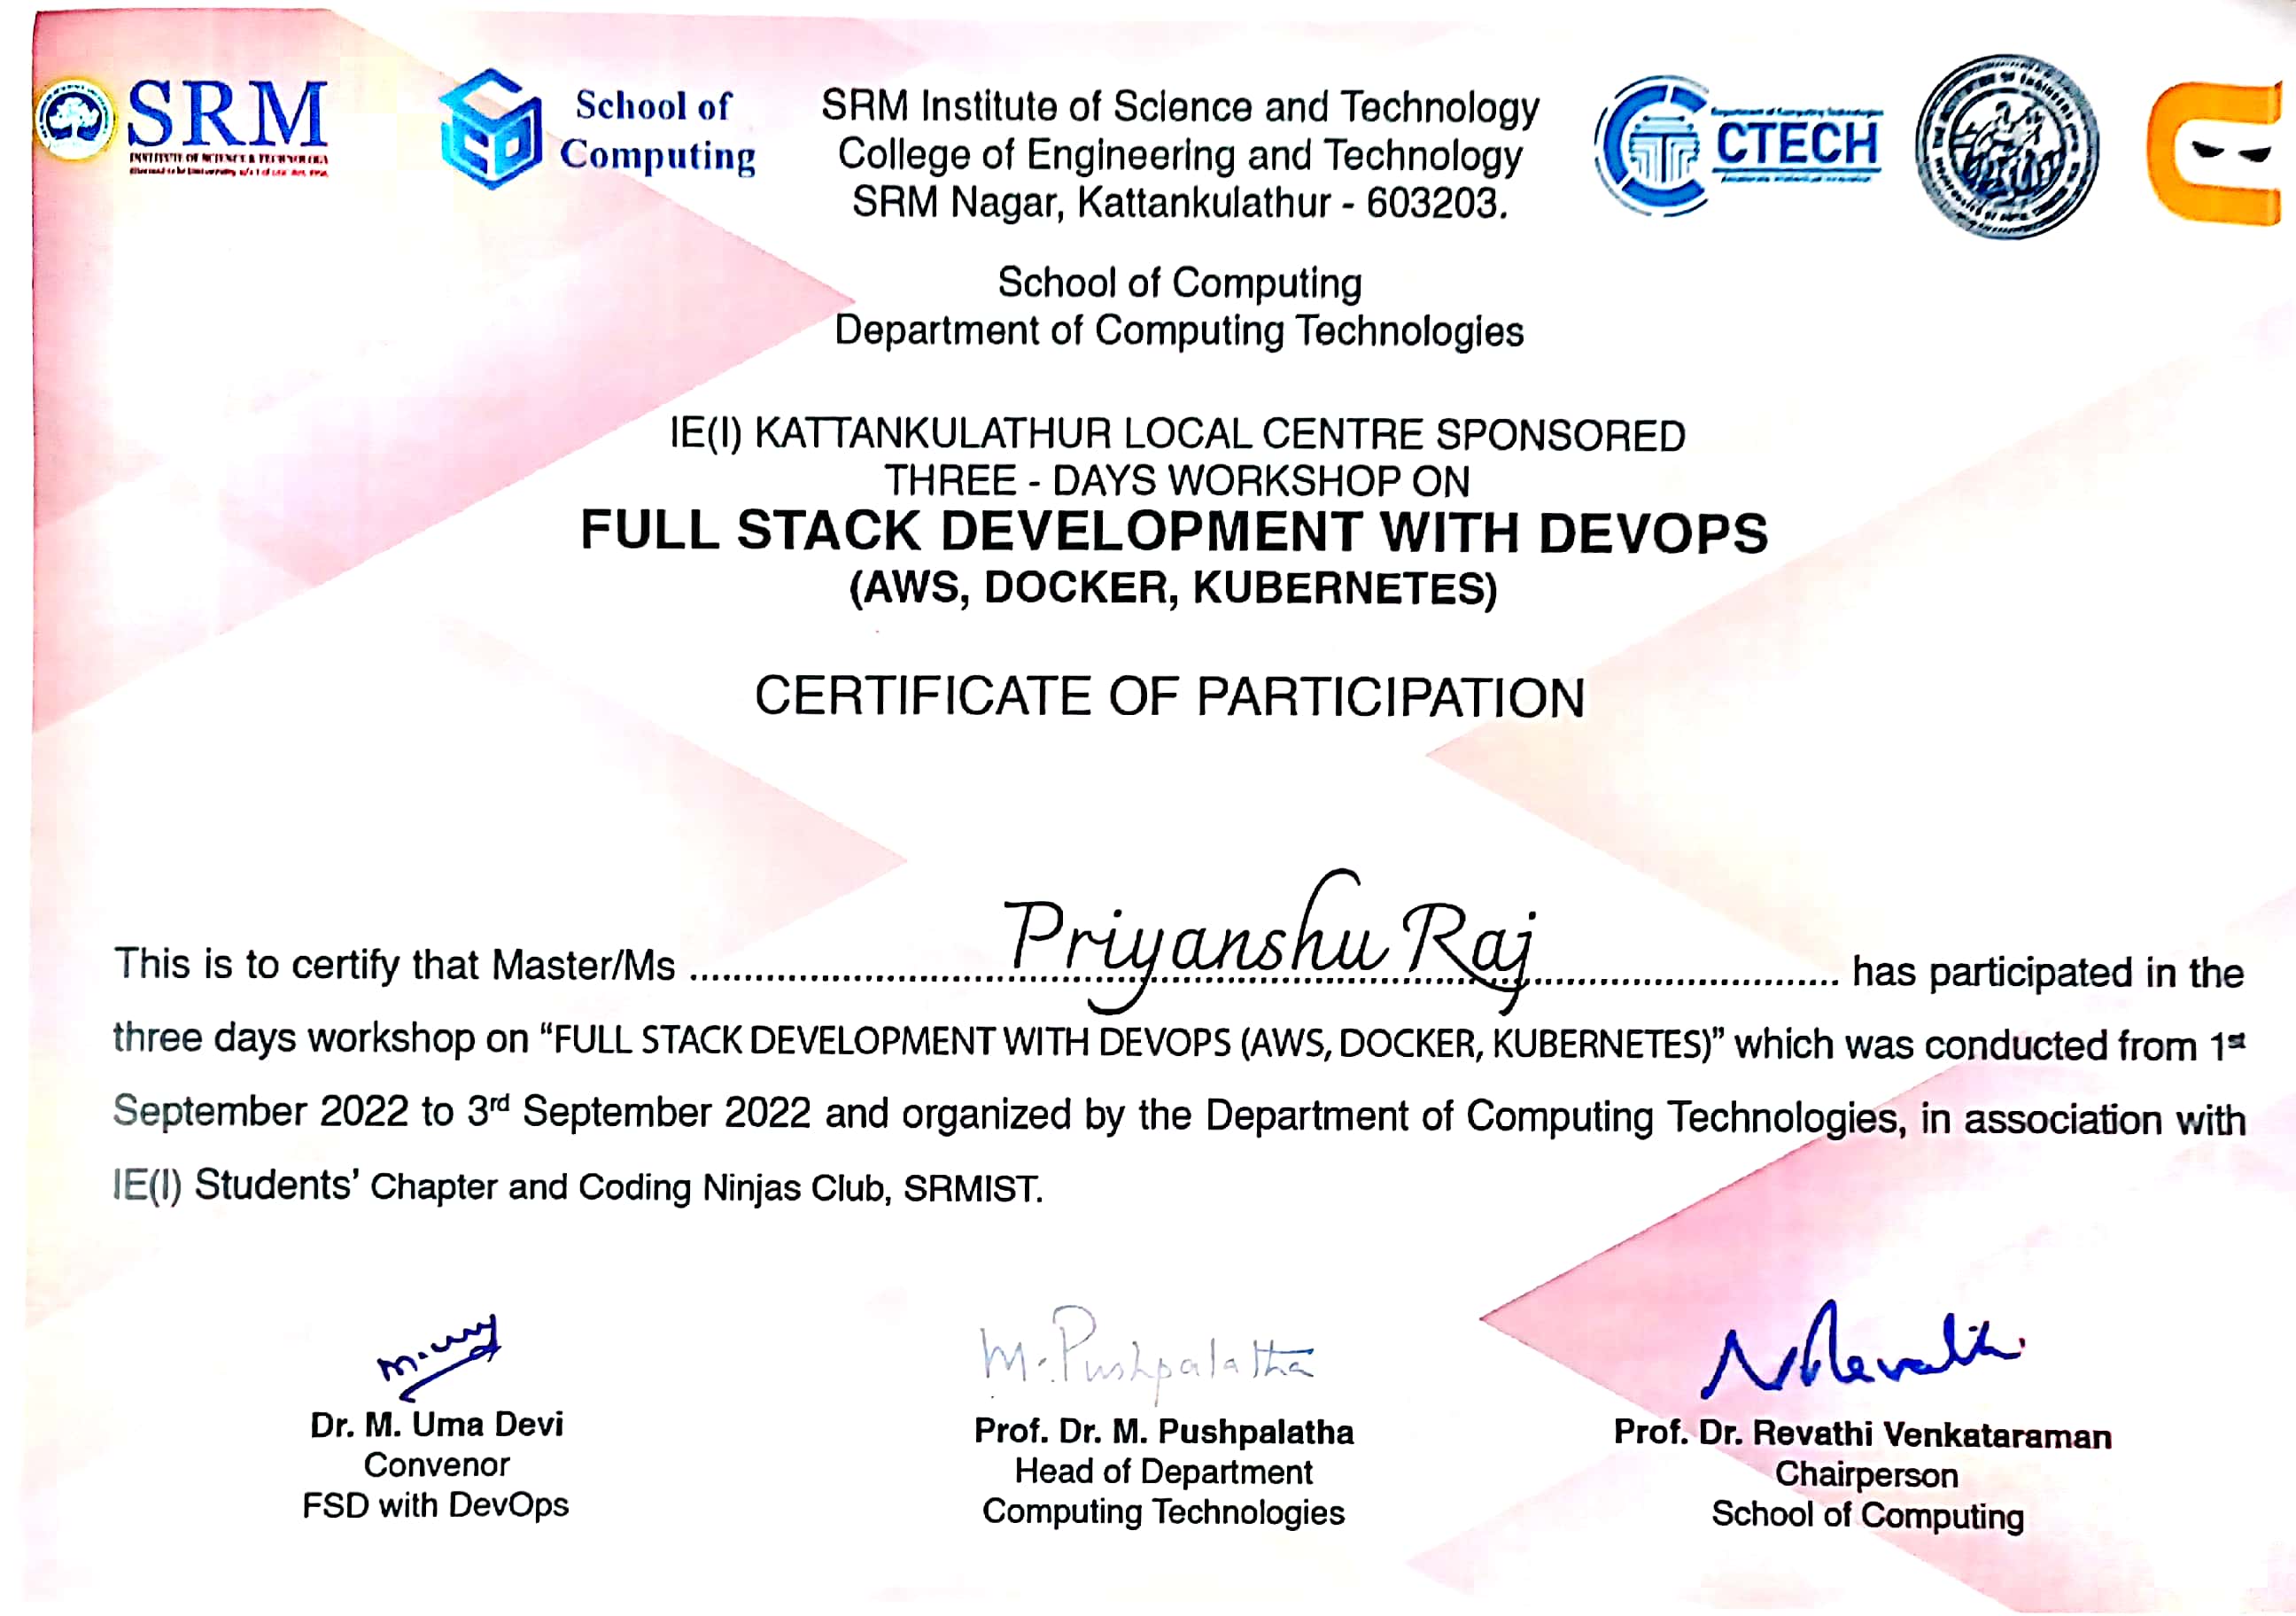 SRM
INSTITUTE OF SCIENCE & TECHNOLOGY
School of
Computing
SRM Institute of Science and Technology
College of Engineering and Technology
SRM Nagar, Kattankulathur - 603203.
CTECH
School of Computing
Department of Computing Technologies
IE(I) KATTANKULATHUR LOCAL CENTRE SPONSORED
THREE - DAYS WORKSHOP ON
FULL STACK DEVELOPMENT WITH DEVOPS
(AWS, DOCKER, KUBERNETES)
CERTIFICATE OF PARTICIPATION
This is to certify that Master/Ms Priyanshu Raj has participated in the
three days workshop on “FULL STACK DEVELOPMENT WITH DEVOPS (AWS, DOCKER, KUBERNETES)” which was conducted from 1st
September 2022 to 3rd September 2022 and organized by the Department of Computing Technologies, in association with
IE(I) Students’ Chapter and Coding Ninjas Club, SRMIST.
M. Pushpalatha
Dr. M. Uma Devi
Convenor
FSD with DevOps
Prof. Dr. M. Pushpalatha
Head of Department
Computing Technologies
Prof. Dr. Revathi Venkataraman
Chairperson
School of Computing